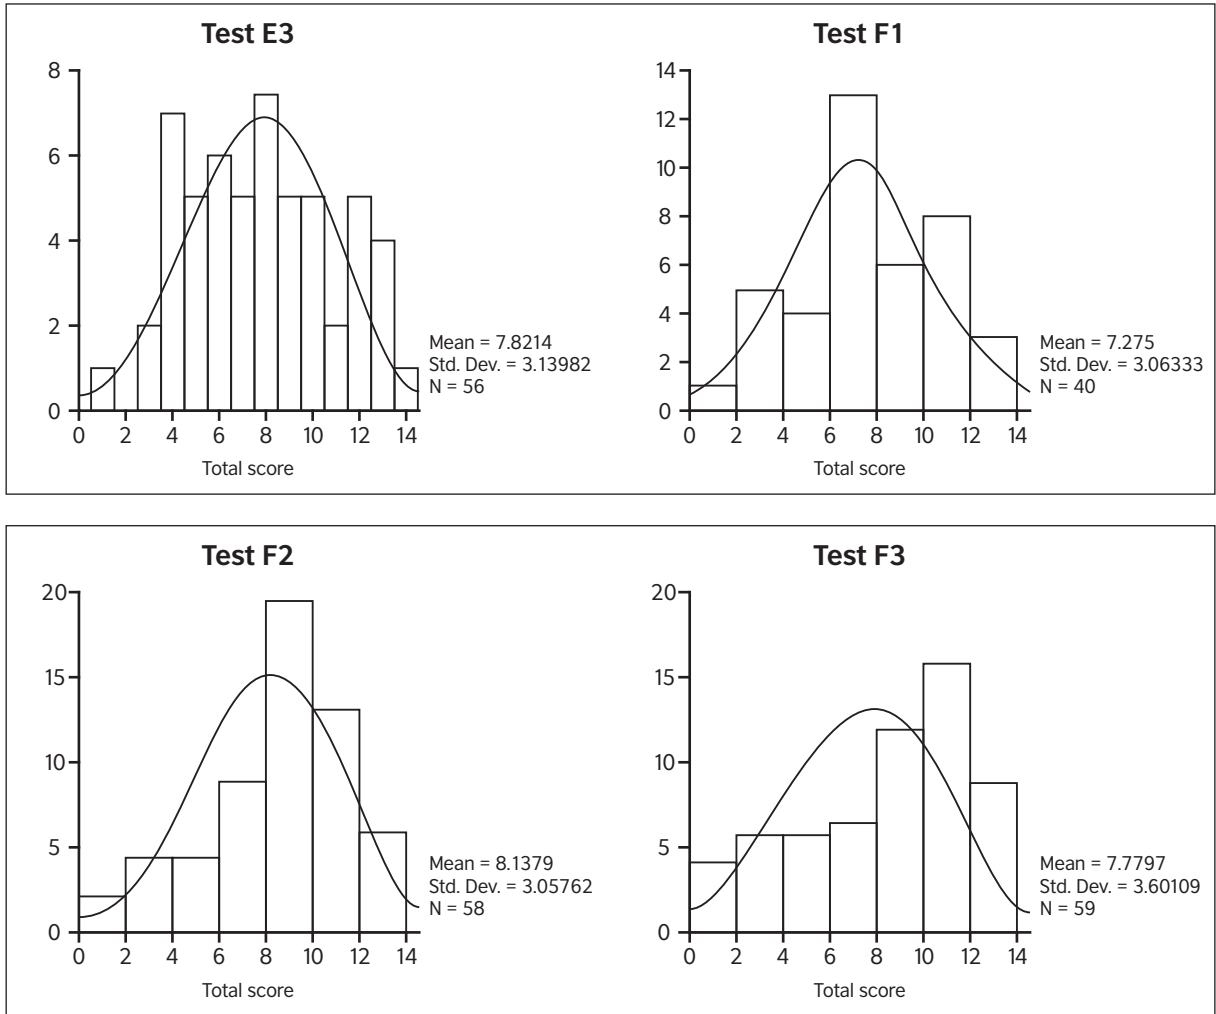 Test E3
8
6
4
2
0
0 2 4 6 8 10 12 14
Total score
Mean = 7.8214
Std. Dev. = 3.13982
N = 56
Test F1
14
12
10
8
6
4
2
0
0 2 4 6 8 10 12 14
Total score
Mean = 7.275
Std. Dev. = 3.06333
N = 40
Test F2
20
15
10
5
0
0 2 4 6 8 10 12 14
Total score
Mean = 8.1379
Std. Dev. = 3.05762
N = 58
Test F3
20
15
10
5
0
0 2 4 6 8 10 12 14
Total score
Mean = 7.7797
Std. Dev. = 3.60109
N = 59